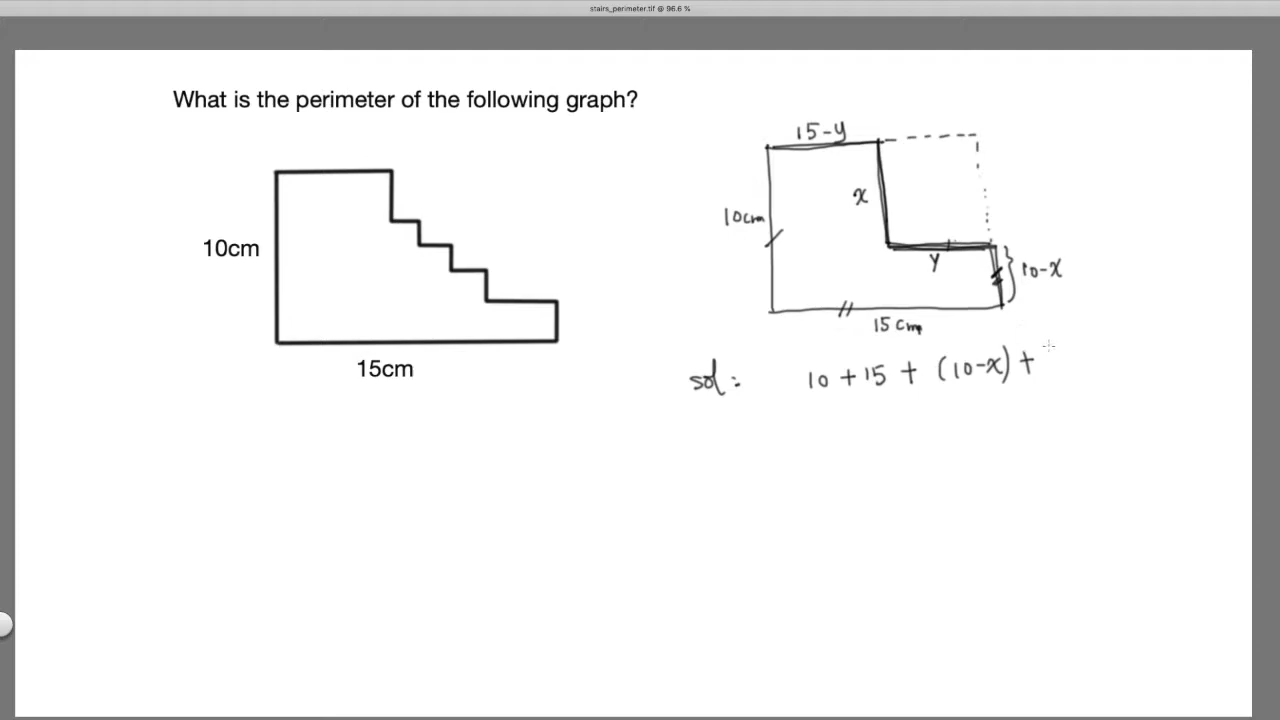 stairs_perimeter.tif @ 96.6 %
What is the perimeter of the following graph?
10cm
15cm
15-y
10cm
x
y
10-x
15 cm
sol: 10 + 15 + (10-x) +